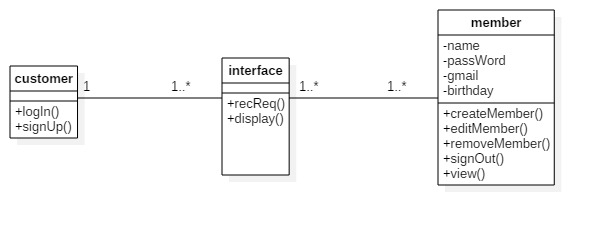 customer
+logIn()
+signUp()
1
1..*
interface
+recReq()
+display()
1..*
1..*
member
-name
-passWord
-gmail
-birthday
+createMember()
+editMember()
+removeMember()
+signOut()
+view()